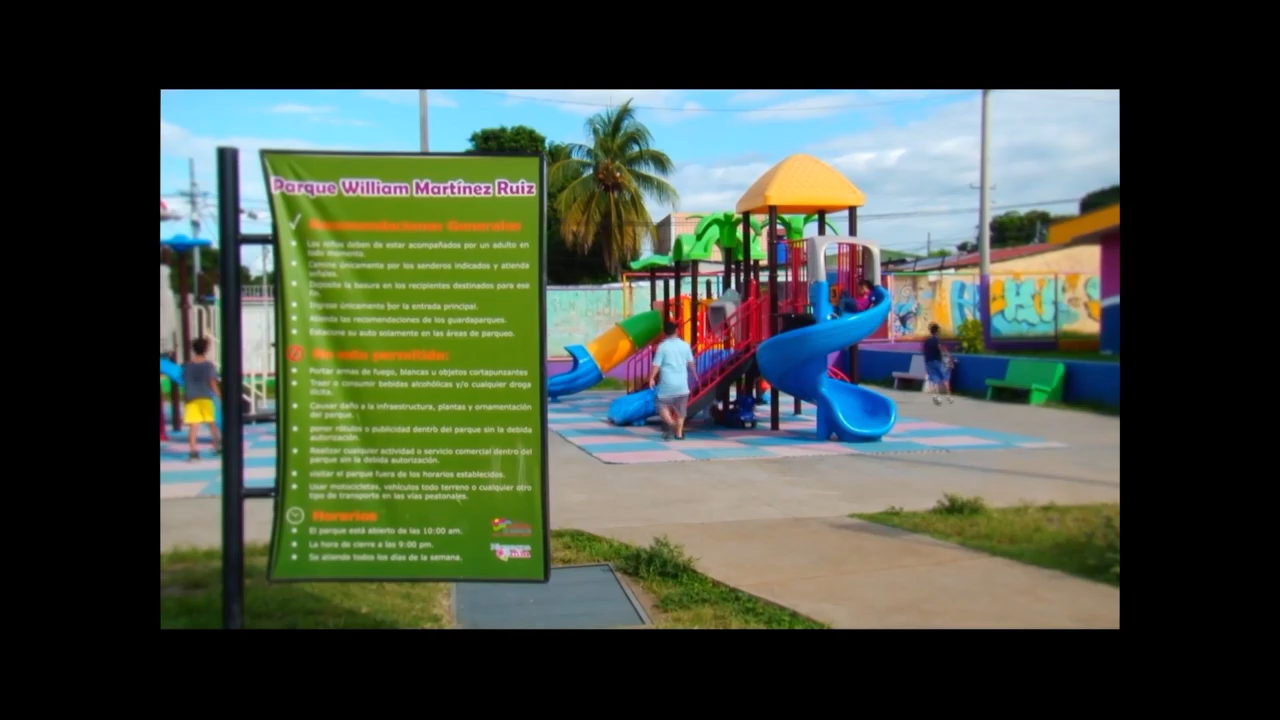 Parque William Martínez Ruiz
Recomendaciones Generales
Los niños deben de estar acompañados por un adulto en
todo momento.
Camine únicamente por los senderos indicados y atienda
señales.
Deposite la basura en los recipientes destinados para ese
fin.
Ingrese únicamente por la entrada principal.
Atienda las recomendaciones de los guardaparques.
Estacione su auto solamente en las áreas de parqueo.
No está permitido:
Portar armas de fuego, blancas u objetos cortapunzantes
Traer o consumir bebidas alcohólicas y/o cualquier droga
ilícita.
Causar daño a la infraestructura, plantas y ornamentación
del parque.
poner rótulos o publicidad dentro del parque sin la debida
autorización.
Realizar cualquier actividad o servicio comercial dentro del
parque sin la debida autorización.
visitar el parque fuera de los horarios establecidos.
Usar motocicletas, vehículos todo terreno o cualquier otro
tipo de transporte en las vías peatonales.
Horarios
El parque está abierto de las 10:00 am.
La hora de cierre a las 9:00 pm.
Se atiende todos los días de la semana.